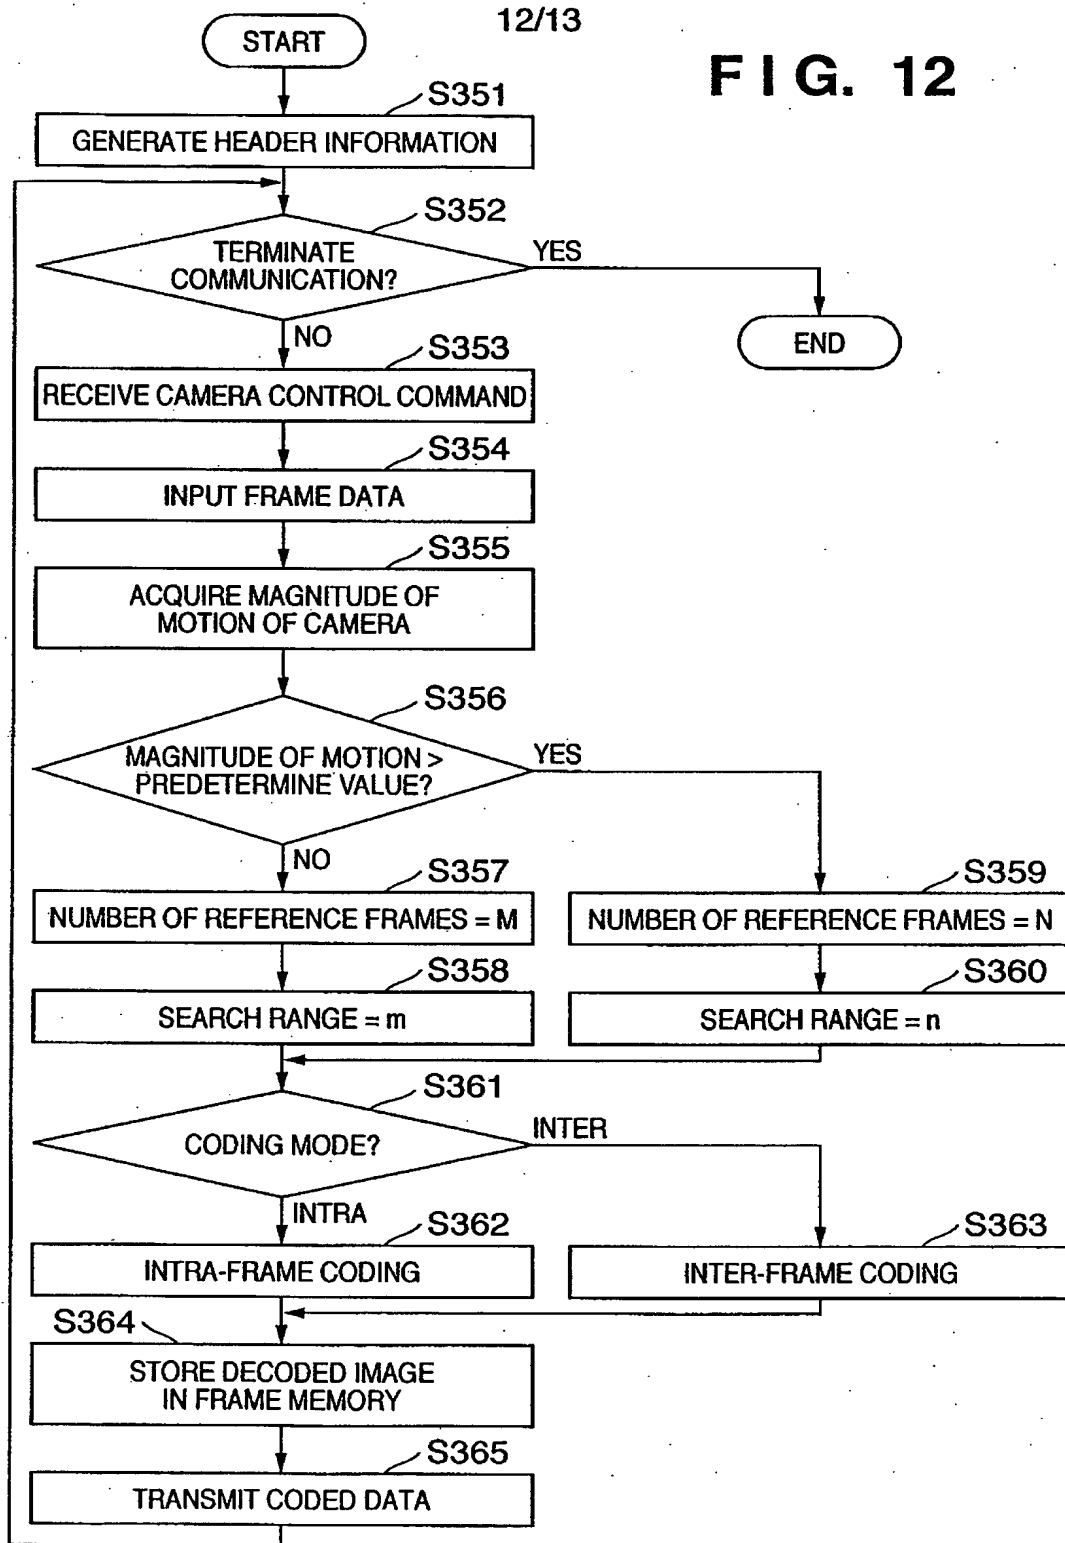 12/13
START
FIG. 12
S351
GENERATE HEADER INFORMATION
S352
TERMINATE
COMMUNICATION?
YES
NO
END
S353
RECEIVE CAMERA CONTROL COMMAND
S354
INPUT FRAME DATA
S355
ACQUIRE MAGNITUDE OF
MOTION OF CAMERA
S356
MAGNITUDE OF MOTION >
PREDETERMINE VALUE?
YES
NO
S357
S359
NUMBER OF REFERENCE FRAMES = M
NUMBER OF REFERENCE FRAMES = N
S358
S360
SEARCH RANGE = m
SEARCH RANGE = n
S361
CODING MODE?
INTER
INTRA
S362
S363
INTRA-FRAME CODING
INTER-FRAME CODING
S364
STORE DECODED IMAGE
IN FRAME MEMORY
S365
TRANSMIT CODED DATA